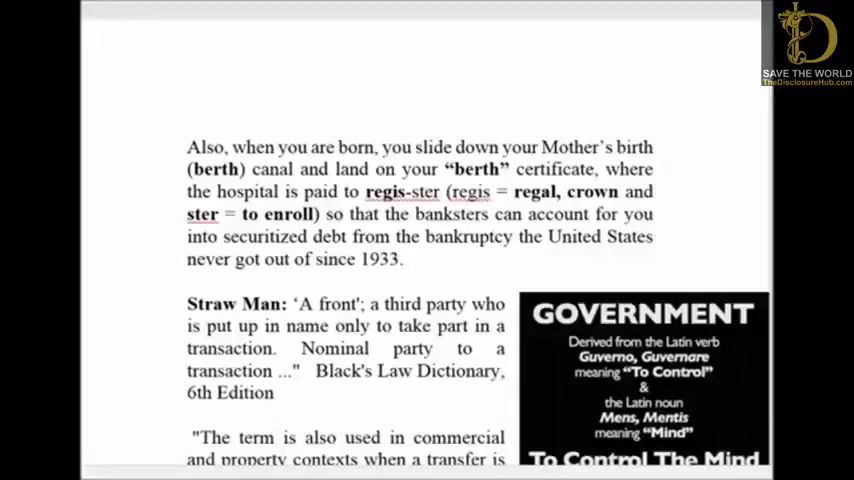 SAVE THE WORLD
TheDisclosureHub.com
Also, when you are born, you slide down your Mother's birth
(berth) canal and land on your “berth” certificate, where
the hospital is paid to regis-ster (regis = regal, crown and
ster = to enroll) so that the banksters can account for you
into securitized debt from the bankruptcy the United States
never got out of since 1933.
Straw Man: 'A front'; a third party who
is put up in name only to take part in a
transaction. Nominal party to a
transaction ..." Black's Law Dictionary,
6th Edition
"The term is also used in commercial
and property contexts when a transfer is
GOVERNMENT
Derived from the Latin verb
Guverno, Guvernare
meaning “To Control”
&
the Latin noun
Mens, Mentis
meaning “Mind”
To Control The Mind